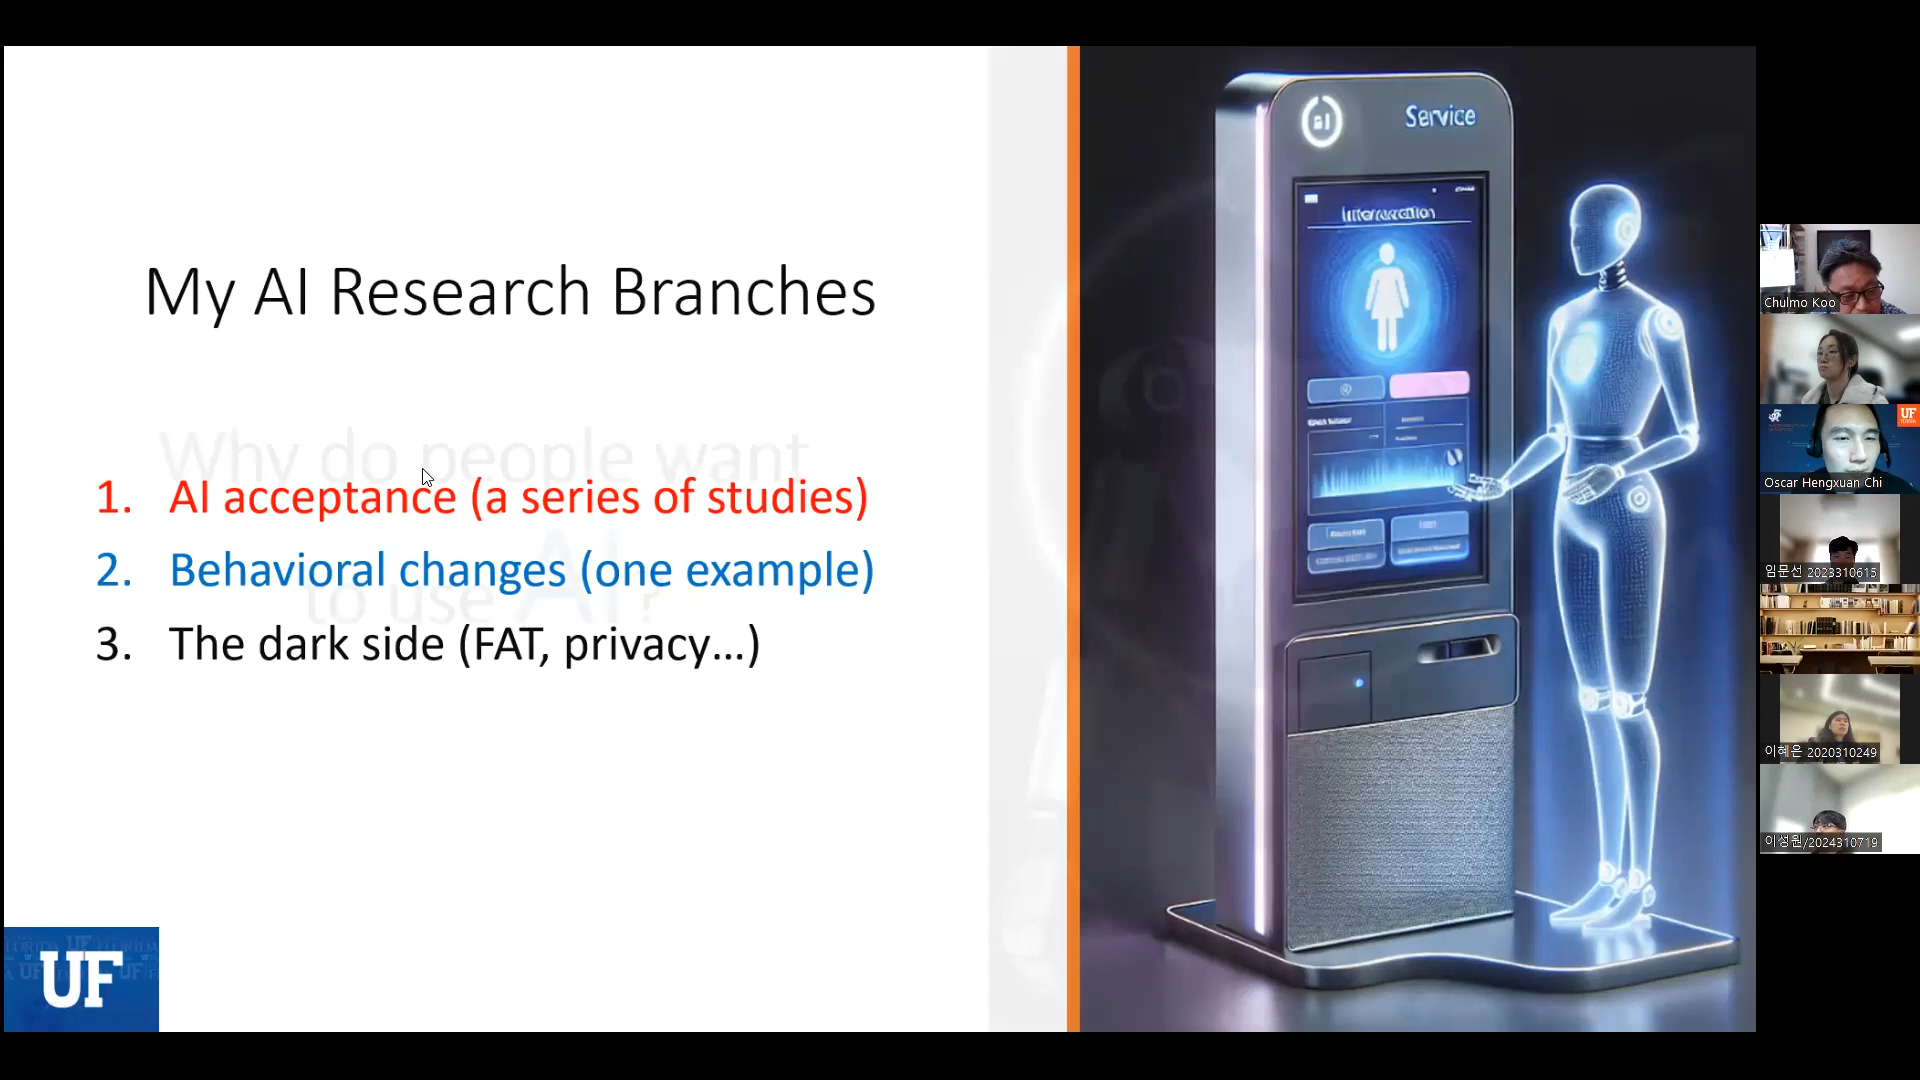 My AI Research Branches
Why do people want
to use AI?
1. AI acceptance (a series of studies)
2. Behavioral changes (one example)
3. The dark side (FAT, privacy...)
UF
AI
Service
Chulmo Koo
UF
Oscar Hengxuan Chi
임문선 2023310615
이혜은 2020310249
이성원/2024310719